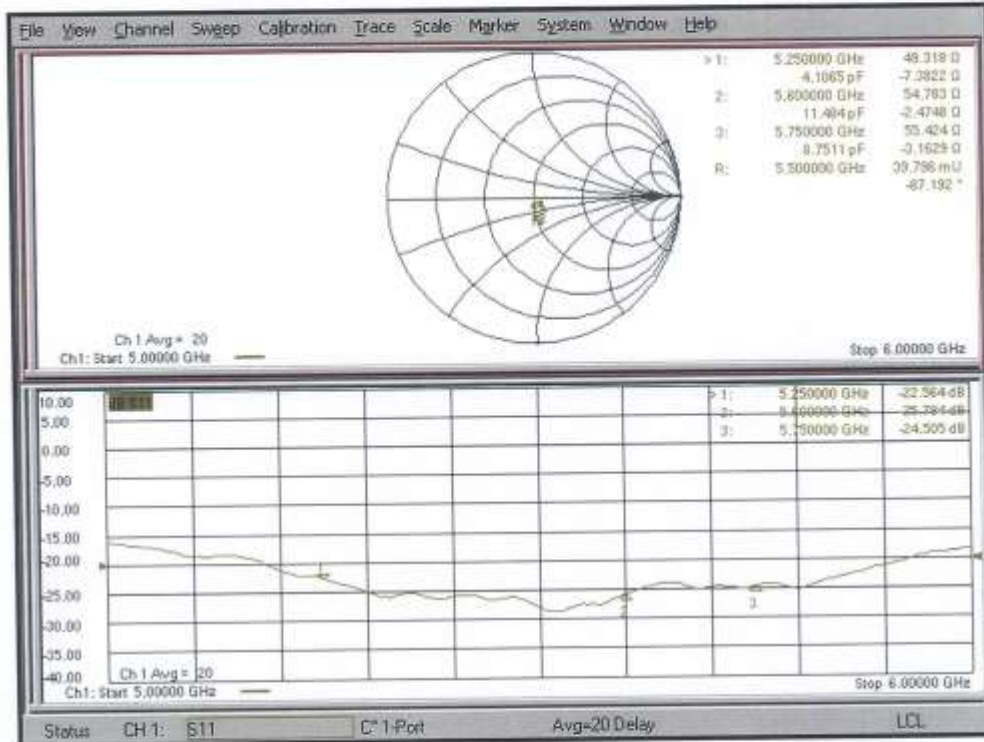 File View Channel Sweep Calibration Trace Scale Marker System Window Help
> 1: 5.250000 GHz 48.318 Ω
4.1065 pF -7.3822 Ω
2: 5.600000 GHz 54.783 Ω
11.484 pF -2.4748 Ω
3: 5.750000 GHz 55.424 Ω
8.7511 pF -3.1629 Ω
R: 5.500000 GHz 39.796 mU
-87.192 °
Ch 1 Avg = 20
Ch1: Start 5.00000 GHz
Stop 6.00000 GHz
10.00
5.00
0.00
-5.00
-10.00
-15.00
-20.00
-25.00
-30.00
-35.00
-40.00
> 1: 5.250000 GHz -22.564 dB
2: 5.600000 GHz -25.784 dB
3: 5.750000 GHz -24.505 dB
1
2
3
Ch 1 Avg = 20
Ch1: Start 5.00000 GHz
Stop 6.00000 GHz
Status CH 1: S11 C* 1-Port Avg=20 Delay LCL